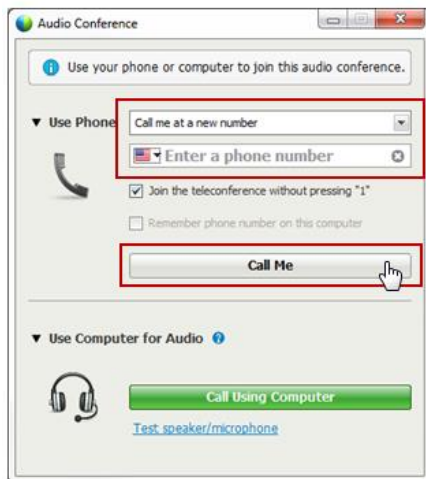 Audio Conference
Use your phone or computer to join this audio conference.
Use Phone
Call me at a new number
Enter a phone number
Join the teleconference without pressing "1"
Remember phone number on this computer
Call Me
Use Computer for Audio
Call Using Computer
Test speaker/microphone